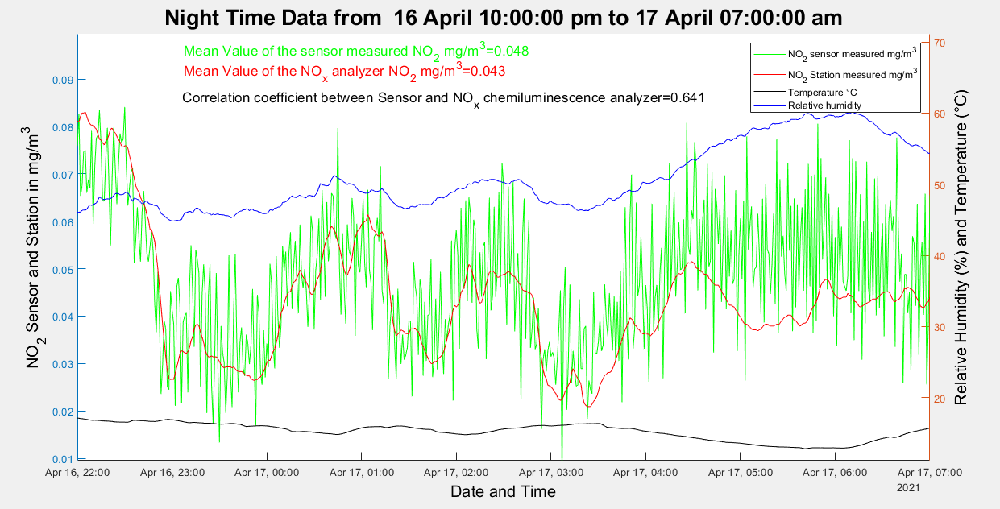 Night Time Data from  16 April 10:00:00 pm to 17 April 07:00:00 am
Mean Value of the sensor measured NO2 mg/m3=0.048
Mean Value of the NOx analyzer NO2 mg/m3=0.043
Correlation coefficient between Sensor and NOx chemiluminescence analyzer=0.641
NO2 sensor measured mg/m3
NO2 Station measured mg/m3
Temperature °C
Relative humidity
NO2 Sensor and Station in mg/m3
0.09
0.08
0.07
0.06
0.05
0.04
0.03
0.02
0.01
70
60
50
40
30
20
Relative Humidity (%) and Temperature (°C)
Apr 16, 22:00 Apr 16, 23:00 Apr 17, 00:00 Apr 17, 01:00 Apr 17, 02:00 Apr 17, 03:00 Apr 17, 04:00 Apr 17, 05:00 Apr 17, 06:00 Apr 17, 07:00
2021
Date and Time